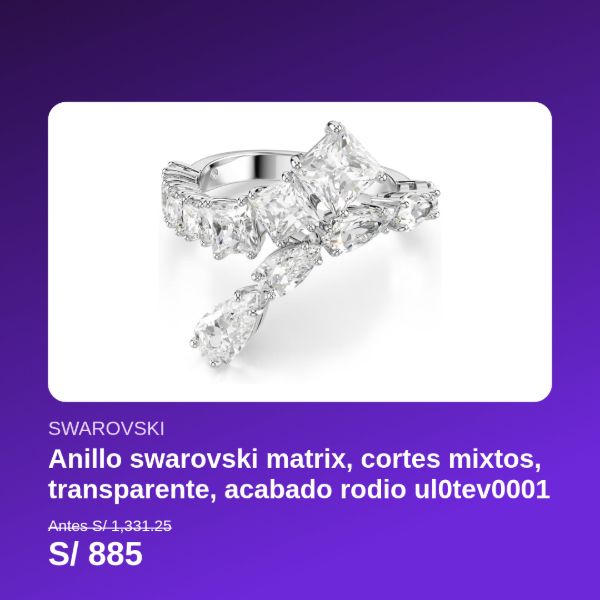 SWAROVSKI
Anillo swarovski matrix, cortes mixtos,
transparente, acabado rodio ul0tev0001
Antes S/ 1,331.25
S/ 885